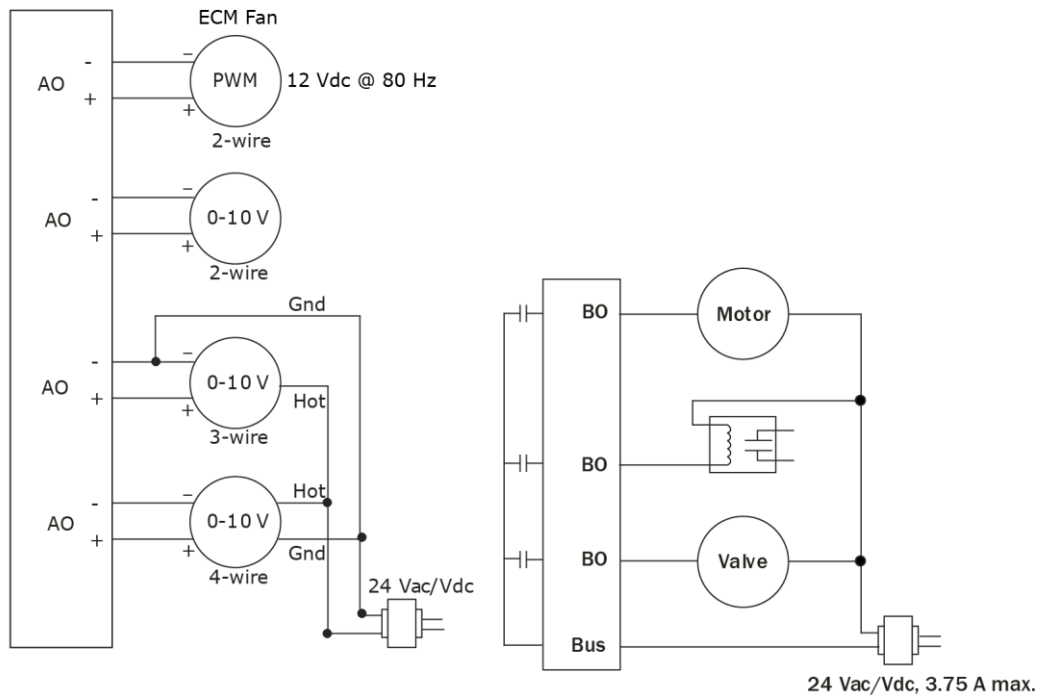 ECM Fan
-
AO
+
−
PWM
+
12 Vdc @ 80 Hz
2-wire
-
AO
+
−
0-10 V
+
2-wire
Gnd
-
AO
+
−
0-10 V
+
Hot
3-wire
-
AO
+
−
0-10 V
+
Hot
Gnd
4-wire
24 Vac/Vdc
BO
Motor
BO
BO
Valve
Bus
24 Vac/Vdc, 3.75 A max.